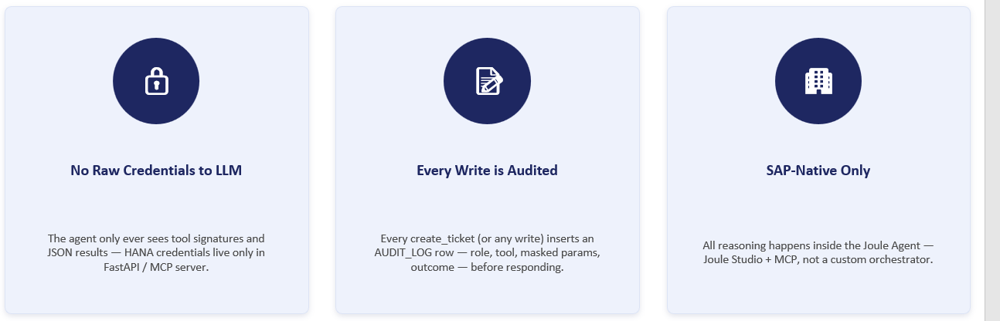 No Raw Credentials to LLM
The agent only ever sees tool signatures and
JSON results — HANA credentials live only in
FastAPI / MCP server.
Every Write is Audited
Every create_ticket (or any write) inserts an
AUDIT_LOG row — role, tool, masked params,
outcome — before responding.
SAP-Native Only
All reasoning happens inside the Joule Agent —
Joule Studio + MCP, not a custom orchestrator.